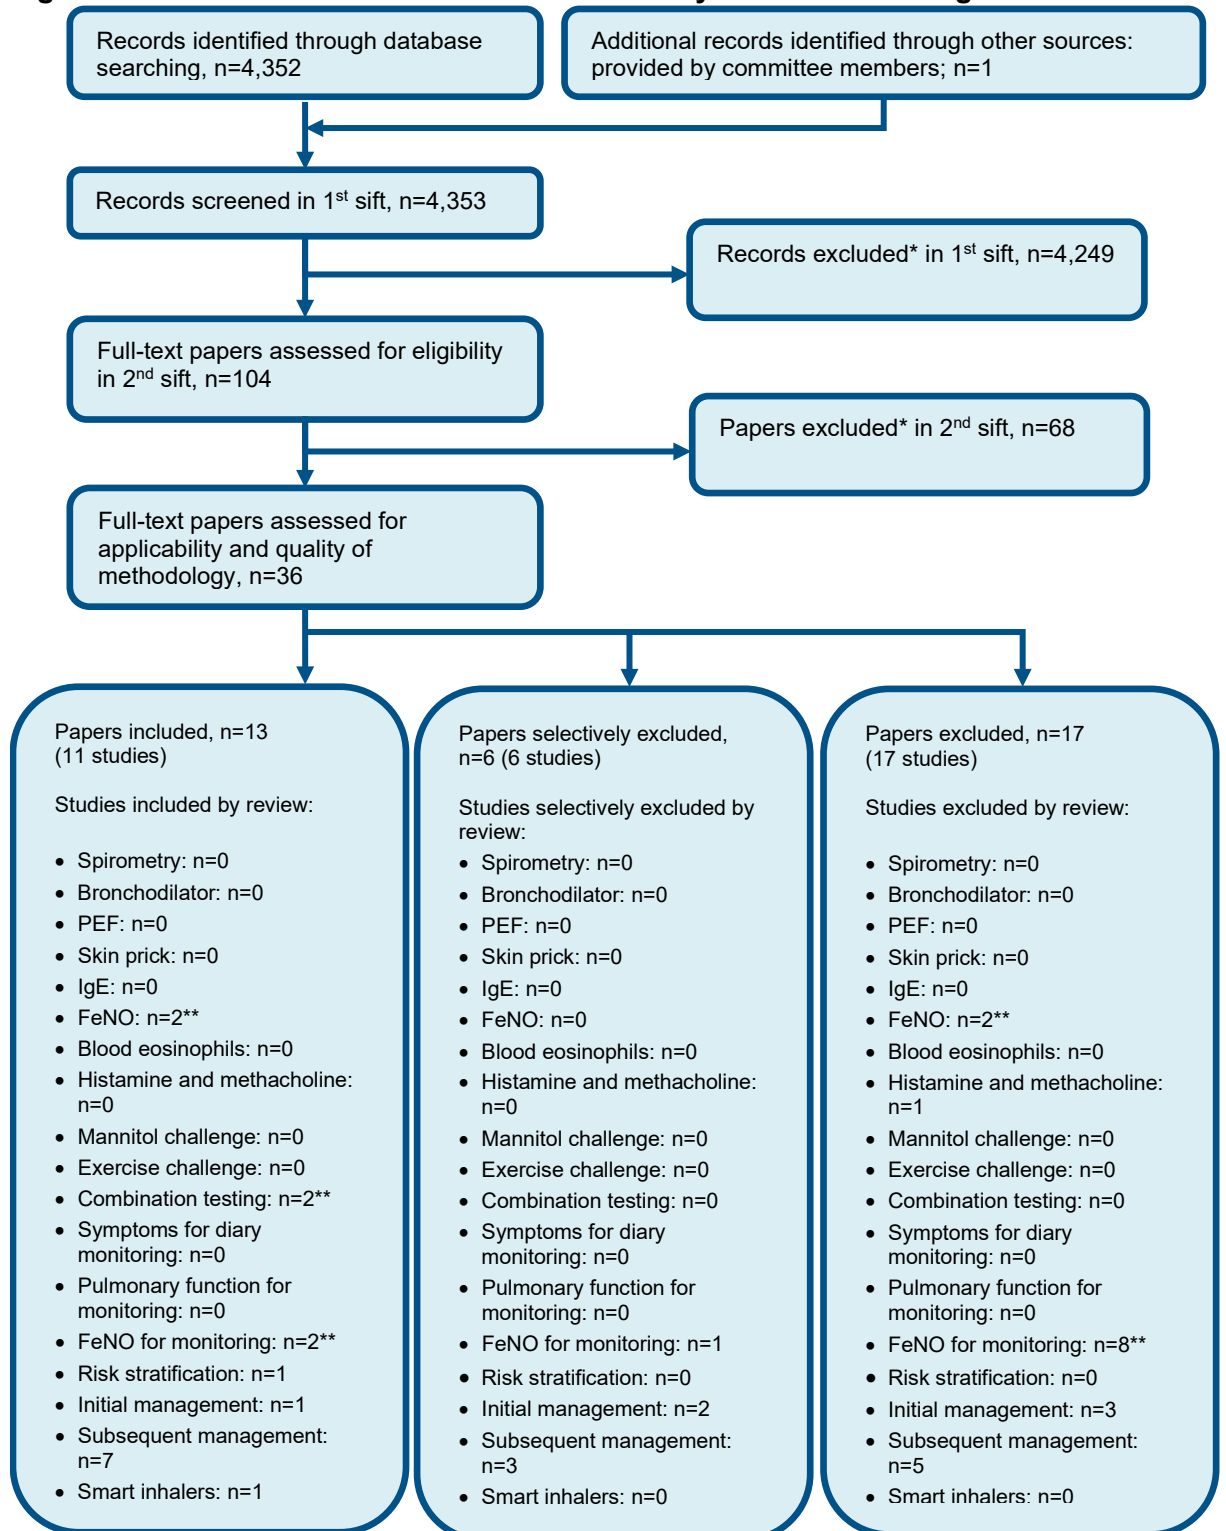 Records identified through database
searching, n=4,352
Additional records identified through other sources:
provided by committee members; n=1
Records screened in 1st sift, n=4,353
Records excluded* in 1st sift, n=4,249
Full-text papers assessed for eligibility
in 2nd sift, n=104
Papers excluded* in 2nd sift, n=68
Full-text papers assessed for
applicability and quality of
methodology, n=36
Papers included, n=13
(11 studies)
Studies included by review:
• Spirometry: n=0
• Bronchodilator: n=0
• PEF: n=0
• Skin prick: n=0
• IgE: n=0
• FeNO: n=2**
• Blood eosinophils: n=0
• Histamine and methacholine:
n=0
• Mannitol challenge: n=0
• Exercise challenge: n=0
• Combination testing: n=2**
• Symptoms for diary
monitoring: n=0
• Pulmonary function for
monitoring: n=0
• FeNO for monitoring: n=2**
• Risk stratification: n=1
• Initial management: n=1
• Subsequent management:
n=7
• Smart inhalers: n=1
Papers selectively excluded,
n=6 (6 studies)
Studies selectively excluded by
review:
• Spirometry: n=0
• Bronchodilator: n=0
• PEF: n=0
• Skin prick: n=0
• IgE: n=0
• FeNO: n=0
• Blood eosinophils: n=0
• Histamine and methacholine:
n=0
• Mannitol challenge: n=0
• Exercise challenge: n=0
• Combination testing: n=0
• Symptoms for diary
monitoring: n=0
• Pulmonary function for
monitoring: n=0
• FeNO for monitoring: n=1
• Risk stratification: n=0
• Initial management: n=2
• Subsequent management:
n=3
• Smart inhalers: n=0
Papers excluded, n=17
(17 studies)
Studies excluded by review:
• Spirometry: n=0
• Bronchodilator: n=0
• PEF: n=0
• Skin prick: n=0
• IgE: n=0
• FeNO: n=2**
• Blood eosinophils: n=0
• Histamine and methacholine:
n=1
• Mannitol challenge: n=0
• Exercise challenge: n=0
• Combination testing: n=0
• Symptoms for diary
monitoring: n=0
• Pulmonary function for
monitoring: n=0
• FeNO for monitoring: n=8**
• Risk stratification: n=0
• Initial management: n=3
• Subsequent management:
n=5
• Smart inhalers: n=0